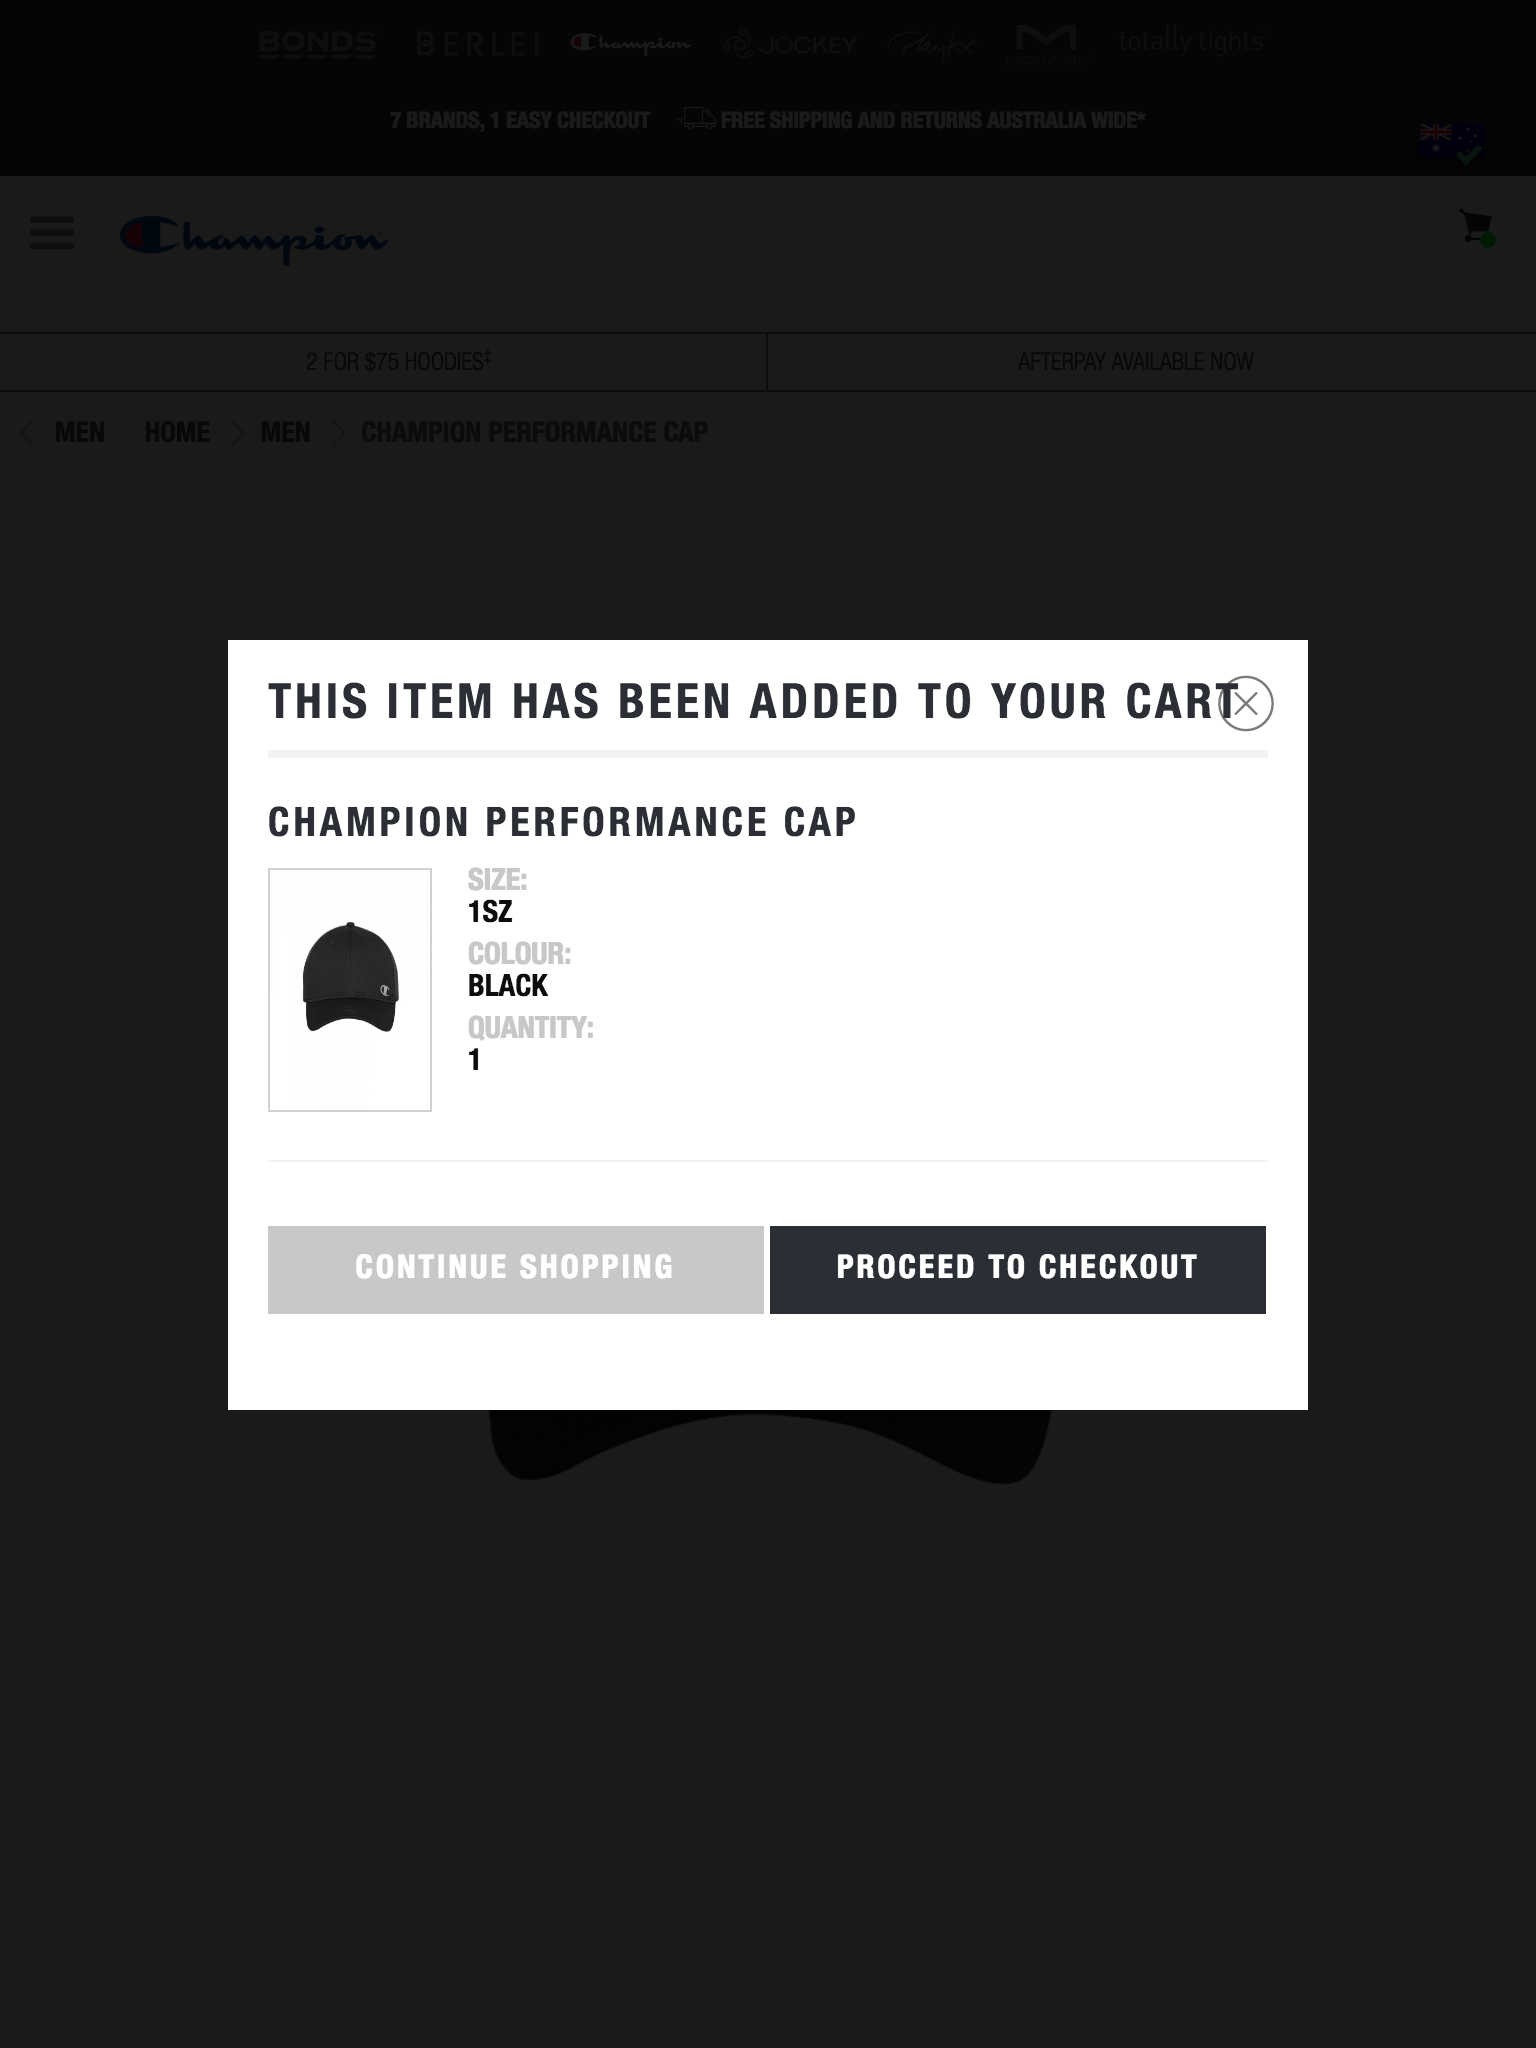 BONDS BERLEI Champion JOCKEY Playtex MAIDENFORM totally tights
7 BRANDS, 1 EASY CHECKOUT FREE SHIPPING AND RETURNS AUSTRALIA WIDE*
Champion
2 FOR $75 HOODIES‡ AFTERPAY AVAILABLE NOW
MEN HOME MEN CHAMPION PERFORMANCE CAP
THIS ITEM HAS BEEN ADDED TO YOUR CART
CHAMPION PERFORMANCE CAP
SIZE:
1SZ
COLOUR:
BLACK
QUANTITY:
1
CONTINUE SHOPPING PROCEED TO CHECKOUT